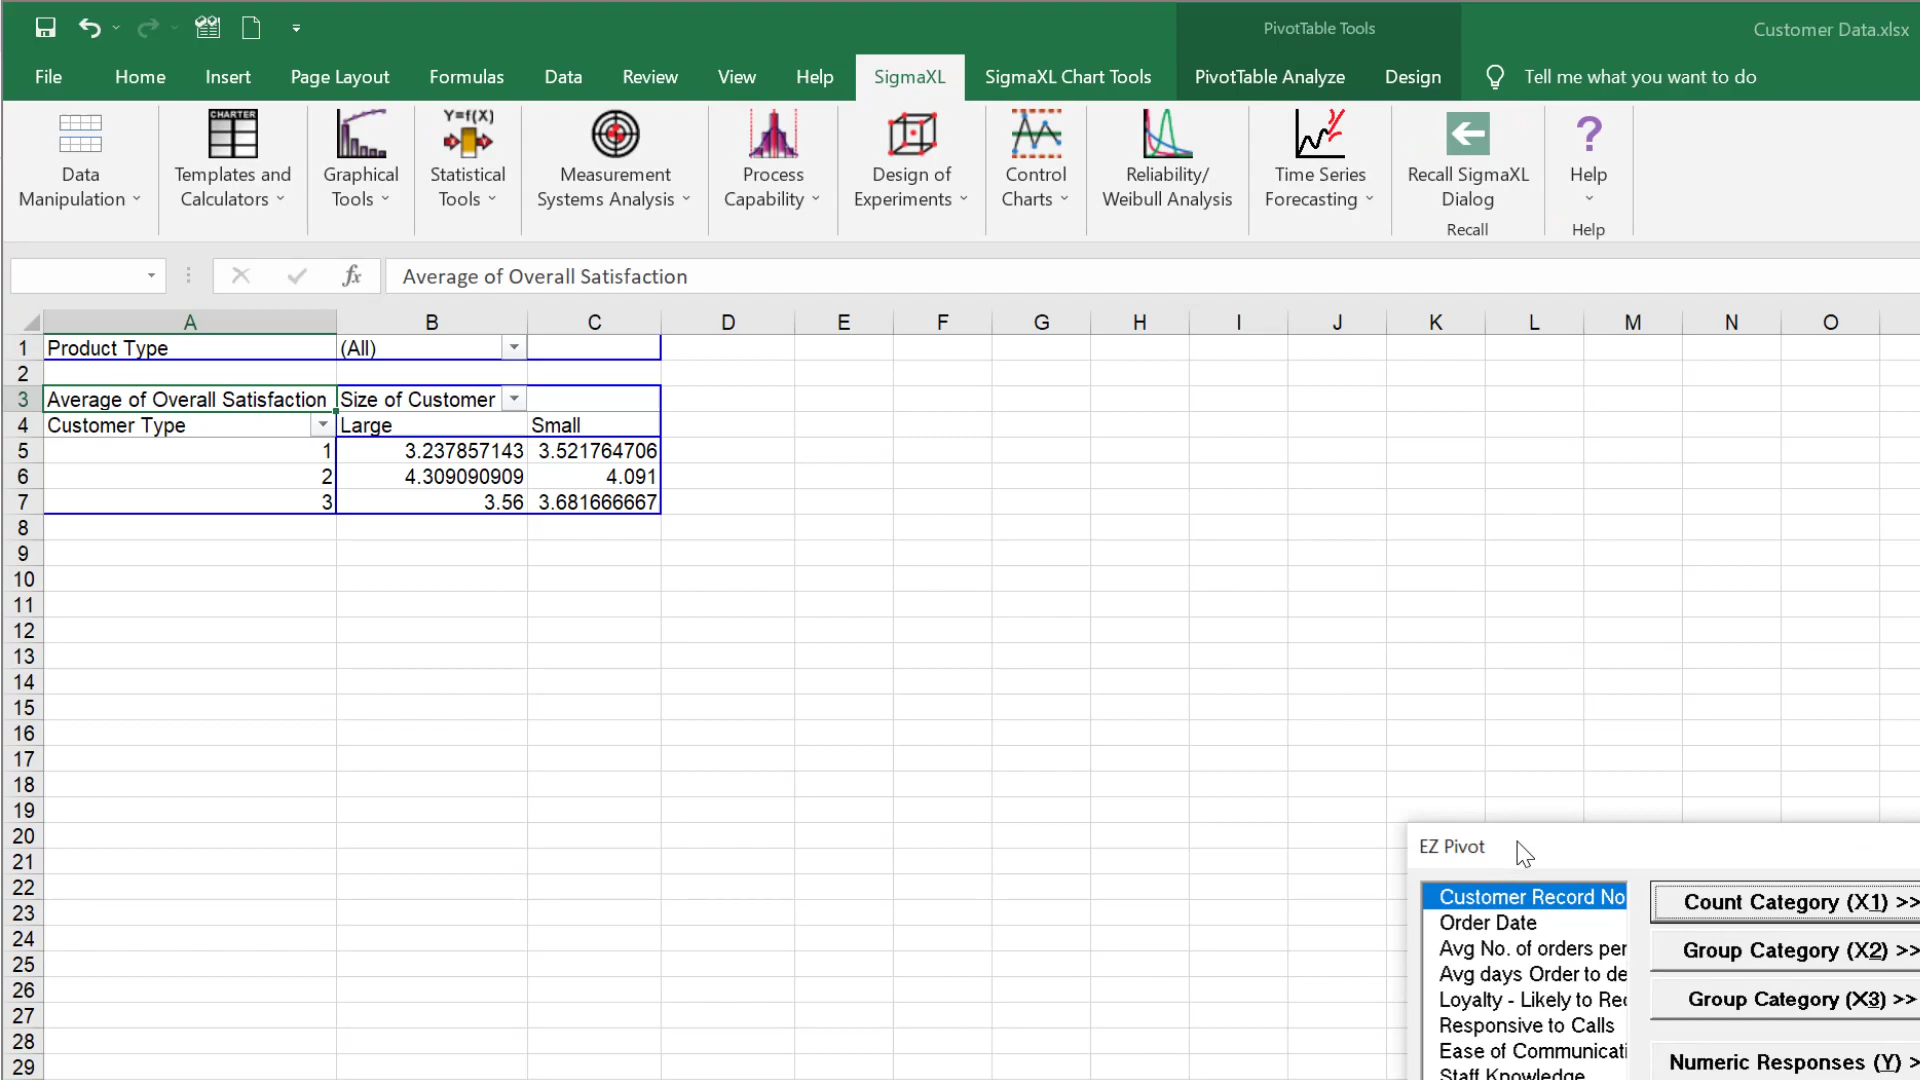 PivotTable Tools
Customer Data.xlsx
File Home Insert Page Layout Formulas Data Review View Help SigmaXL SigmaXL Chart Tools PivotTable Analyze Design Tell me what you want to do
CHARTER
Y=f(X)
Data Manipulation
Templates and Calculators
Graphical Tools
Statistical Tools
Measurement Systems Analysis
Process Capability
Design of Experiments
Control Charts
Reliability/ Weibull Analysis
Time Series Forecasting
Recall SigmaXL Dialog
Recall
Help
Help
fx Average of Overall Satisfaction
A B C D E F G H I J K L M N O
1 Product Type (All)
2
3 Average of Overall Satisfaction Size of Customer
4 Customer Type Large Small
5 1 3.237857143 3.521764706
6 2 4.309090909 4.091
7 3 3.56 3.681666667
8
9
10
11
12
13
14
15
16
17
18
19
20
21
22
23
24
25
26
27
28
29
EZ Pivot
Customer Record No
Order Date
Avg No. of orders per
Avg days Order to de
Loyalty - Likely to Rec
Responsive to Calls
Ease of Communicati
Staff Knowledge
Count Category (X1) >>
Group Category (X2) >>
Group Category (X3) >>
Numeric Responses (Y) >